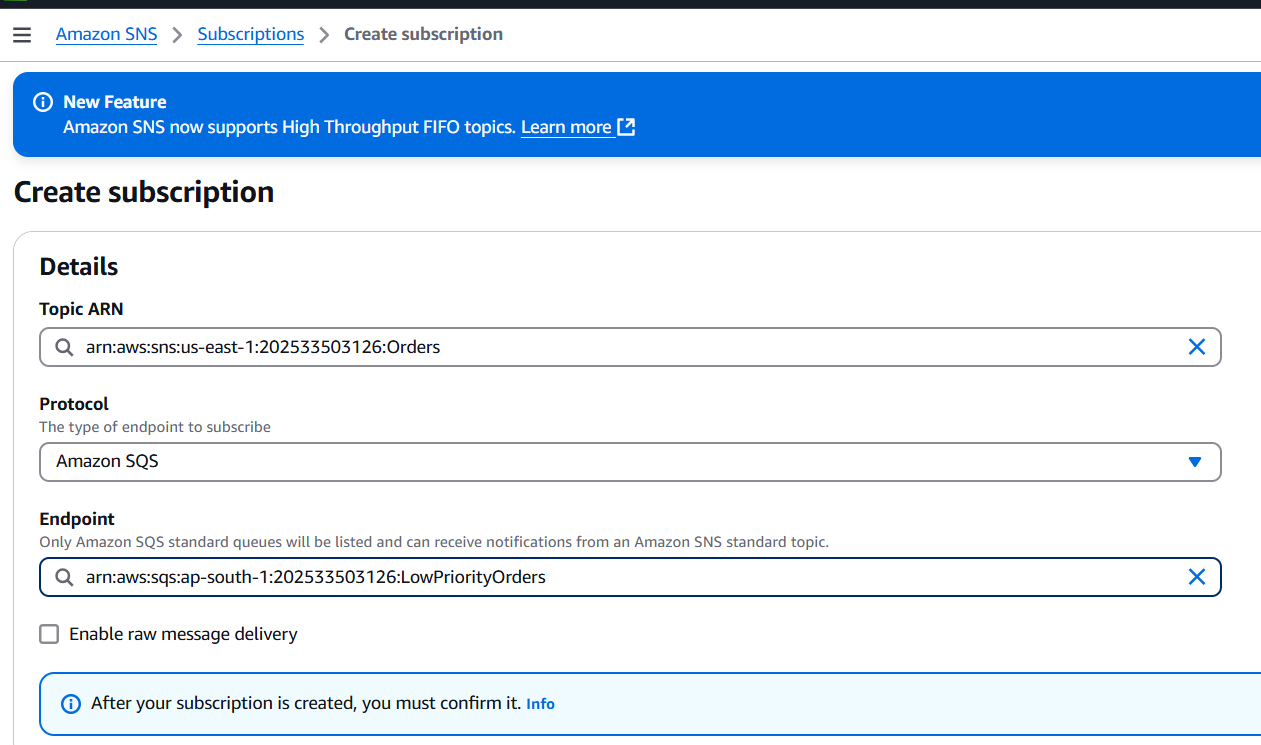 Amazon SNS > Subscriptions > Create subscription
New Feature
Amazon SNS now supports High Throughput FIFO topics. Learn more
Create subscription
Details
Topic ARN
arn:aws:sns:us-east-1:202533503126:Orders
Protocol
The type of endpoint to subscribe
Amazon SQS
Endpoint
Only Amazon SQS standard queues will be listed and can receive notifications from an Amazon SNS standard topic.
arn:aws:sqs:ap-south-1:202533503126:LowPriorityOrders
Enable raw message delivery
After your subscription is created, you must confirm it. Info